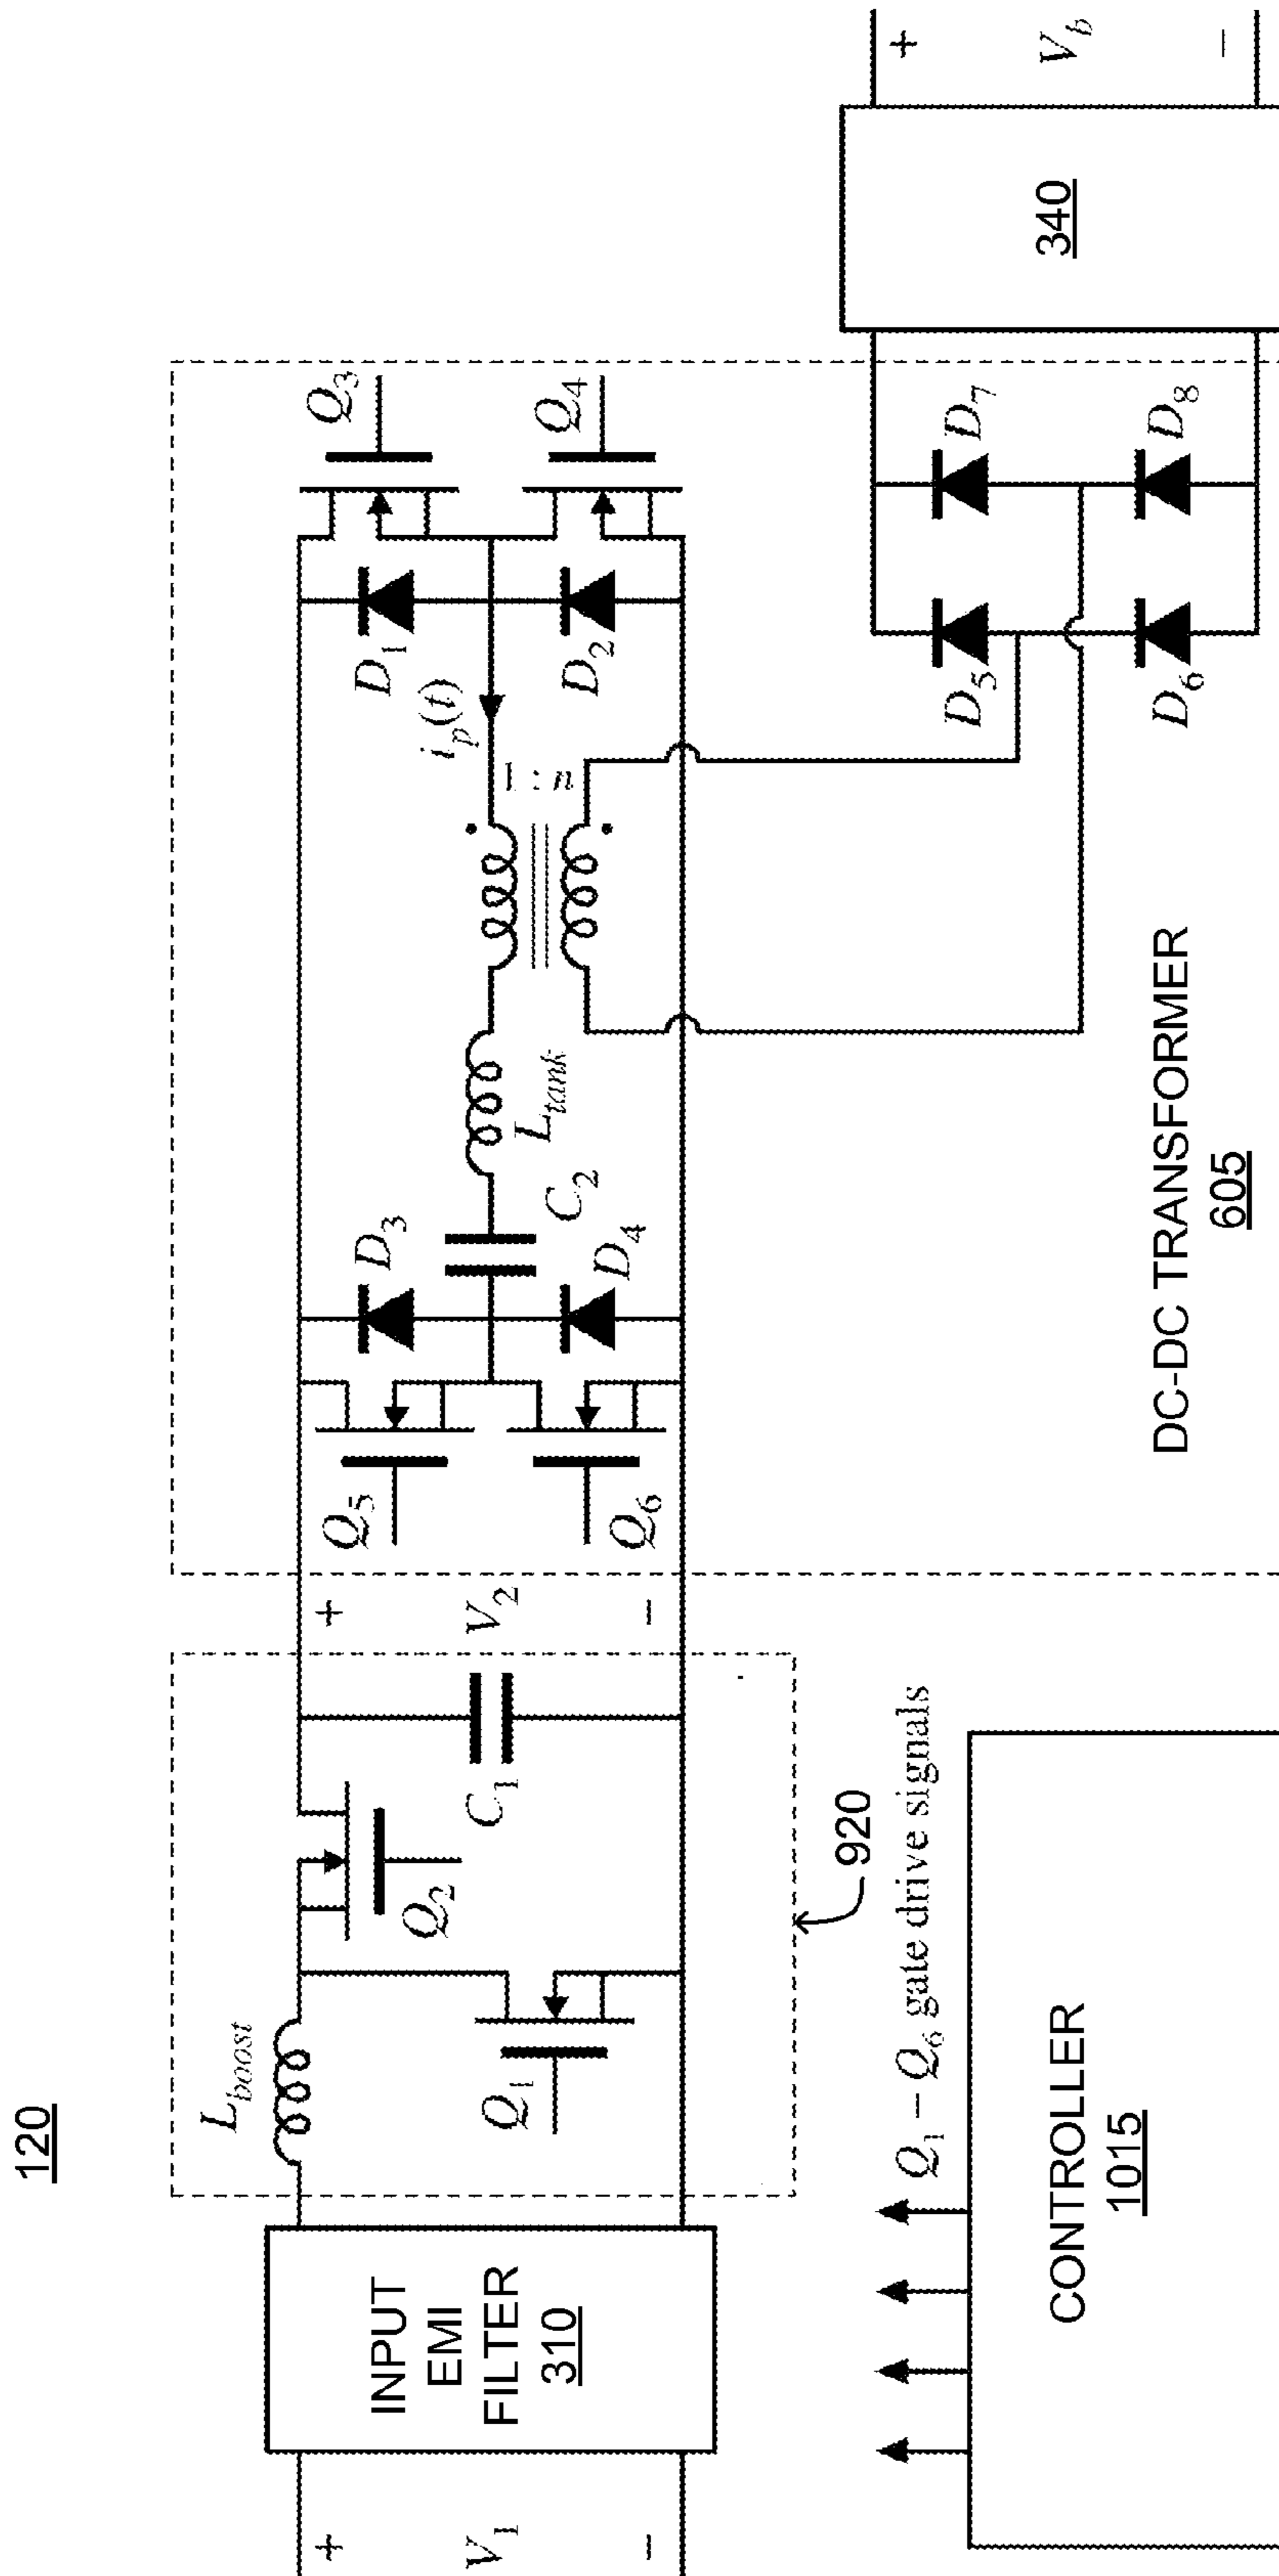 120
+
V1
−
INPUT
EMI
FILTER
310
Lboost
Q1
Q2
C1
920
+
V2
−
Q5
Q6
D3
D4
C2
Ltank
1 : n
ip(t)
D1
D2
Q3
Q4
D5
D6
D7
D8
340
+
Vb
−
DC-DC TRANSFORMER
605
Q1 − Q6 gate drive signals
CONTROLLER
1015